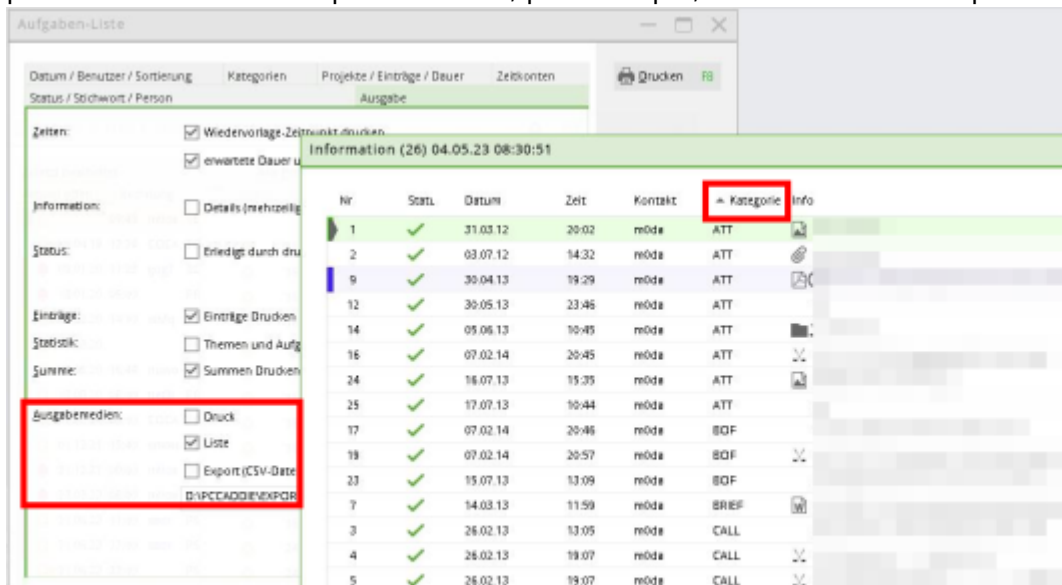 Aufgaben-Liste
Datum / Benutzer / Sortierung Kategorien Projekte / Einträge / Dauer Zeitkonten
Drucken F8
Status / Stichwort / Person Ausgabe
Zeiten: Wiedervorlage-Zeitpunkt drucken
erwartete Dauer u
Information: Details (mehrzeilig
Status: Erledigt durch dru
Einträge: Einträge Drucken
Statistik: Themen und Aufg
Summe: Summen Drucken
Ausgabemedien: Druck
Liste
Export (CSV-Date
D:\PCCADDIE\EXPOR
Information (26) 04.05.23 08:30:51
Nr Statu Datum Zeit Kontakt Kategorie Info
1 31.03.12 20:02 m0da ATT
2 03.07.12 14:32 m0da ATT
9 30.04.13 19:29 m0da ATT
12 30.05.13 23:46 m0da ATT
14 05.06.13 10:45 m0da ATT
16 07.02.14 20:45 m0da ATT
24 16.07.13 15:35 m0da ATT
25 17.07.13 10:44 m0da ATT
17 07.02.14 20:46 m0da BOF
19 07.02.14 20:57 m0da BOF
23 15.07.13 13:09 m0da BOF
7 14.03.13 11:59 m0da BRIEF
3 26.02.13 13:05 m0da CALL
4 26.02.13 19:07 m0da CALL
5 26.02.13 19:07 m0da CALL